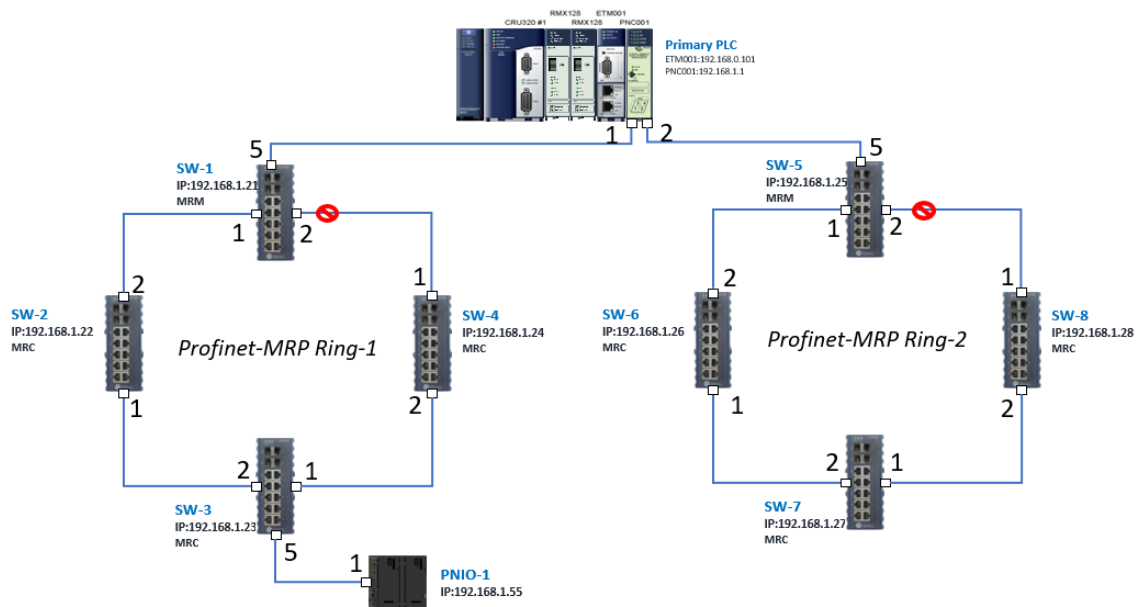 RMX128 ETM001
CRU320 #1 RMX128 PNC001
Primary PLC
ETM001:192.168.0.101
PNC001:192.168.1.1
1 2
5
SW-1
IP:192.168.1.21
MRM
1 2
5
SW-5
IP:192.168.1.25
MRM
1 2
2
SW-2
IP:192.168.1.22
MRC
1
1
SW-4
IP:192.168.1.24
MRC
2
Profinet-MRP Ring-1
2
SW-6
IP:192.168.1.26
MRC
1
1
SW-8
IP:192.168.1.28
MRC
2
Profinet-MRP Ring-2
2 1
SW-3
IP:192.168.1.23
MRC
5
2 1
SW-7
IP:192.168.1.27
MRC
1
PNIO-1
IP:192.168.1.55